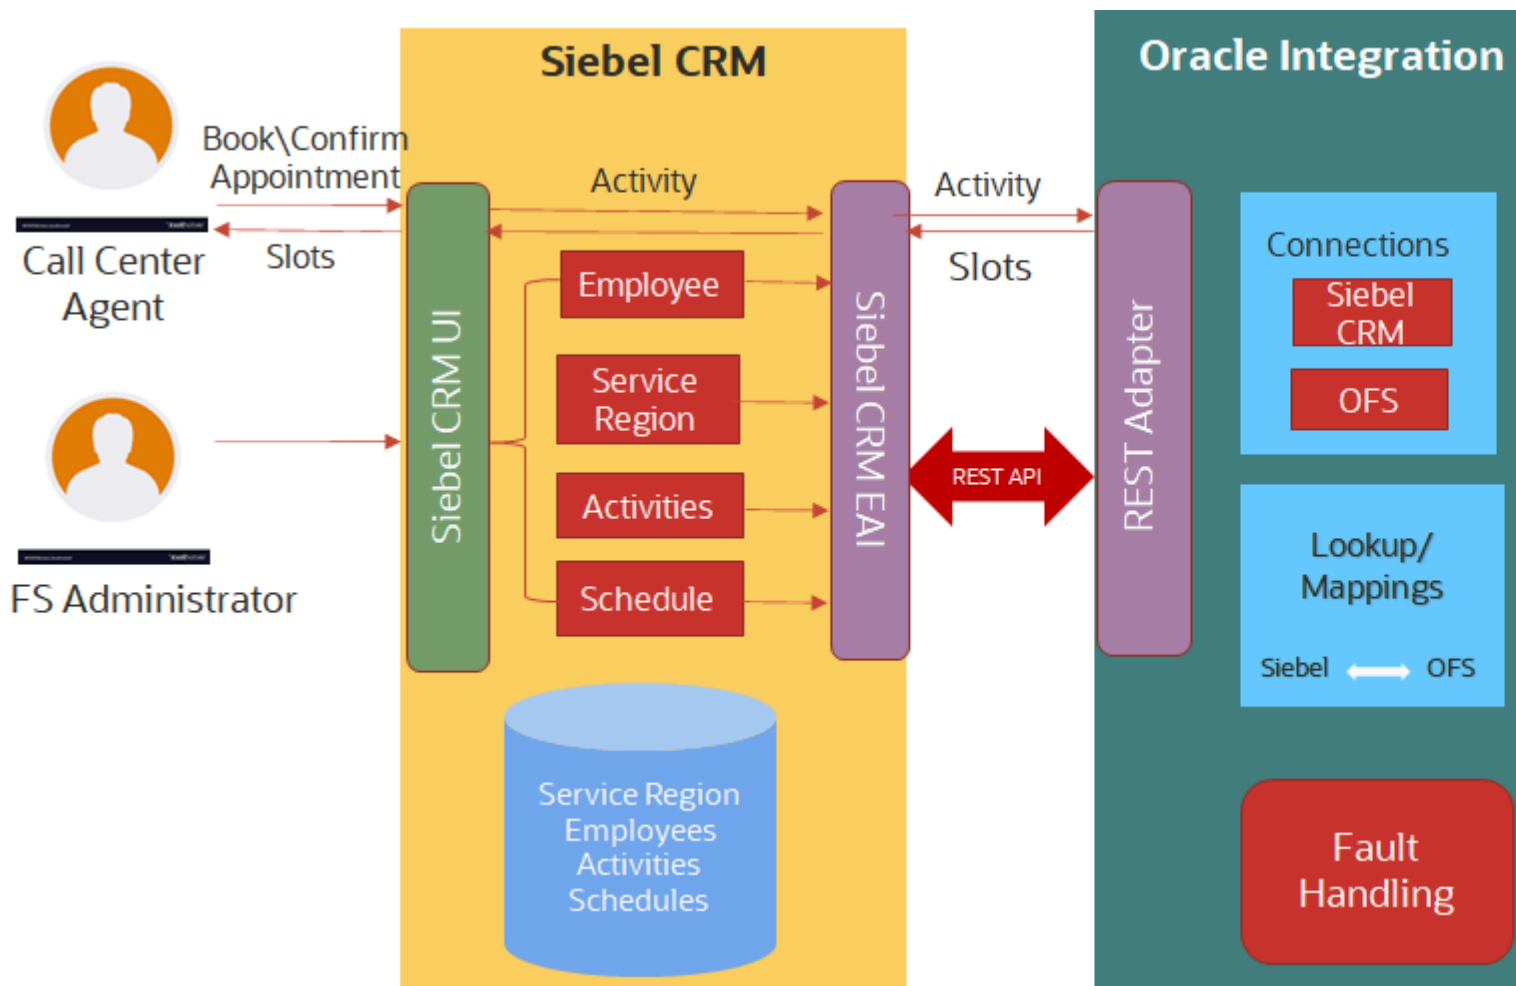 Siebel CRM
Oracle Integration
Book\Confirm
Appointment
Slots
Call Center
Agent
FS Administrator
Siebel CRM UI
Activity
Employee
Service
Region
Activities
Schedule
Siebel CRM EAI
Service Region
Employees
Activities
Schedules
Activity
Slots
REST API
REST Adapter
Connections
Siebel
CRM
OFS
Lookup/
Mappings
Siebel
OFS
Fault
Handling